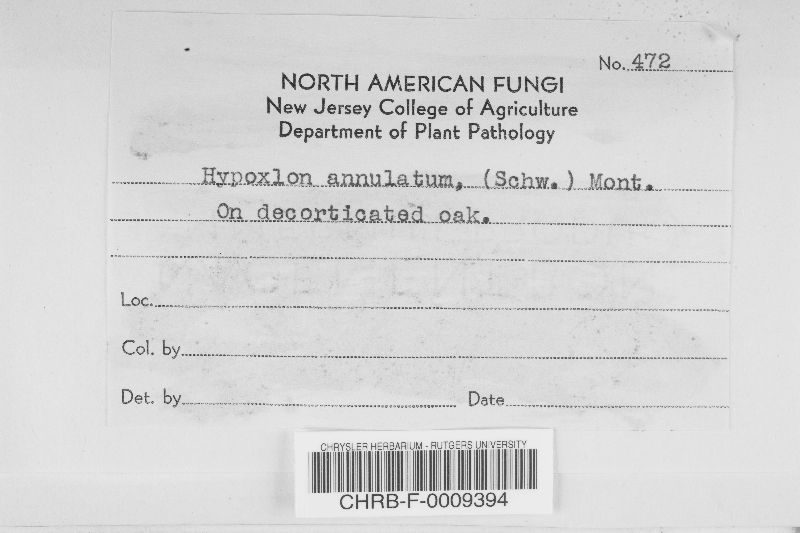 No. 472
NORTH AMERICAN FUNGI
New Jersey College of Agriculture
Department of Plant Pathology
Hypoxlon annulatum, (Schw.) Mont.
On decorticated oak.
Loc.
Col. by
Det. by Date
CHRYSLER HERBARIUM - RUTGERS UNIVERSITY
CHRB-F-0009394